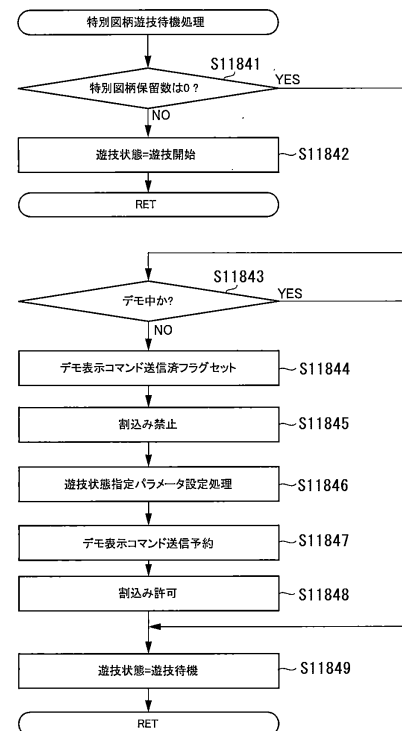 特別図柄遊技待機処理
S11841
特別図柄保留数は0？
YES
NO
遊技状態=遊技開始
S11842
RET
S11843
デモ中か?
YES
NO
デモ表示コマンド送信済フラグセット
S11844
割込み禁止
S11845
遊技状態指定パラメータ設定処理
S11846
デモ表示コマンド送信予約
S11847
割込み許可
S11848
遊技状態=遊技待機
S11849
RET